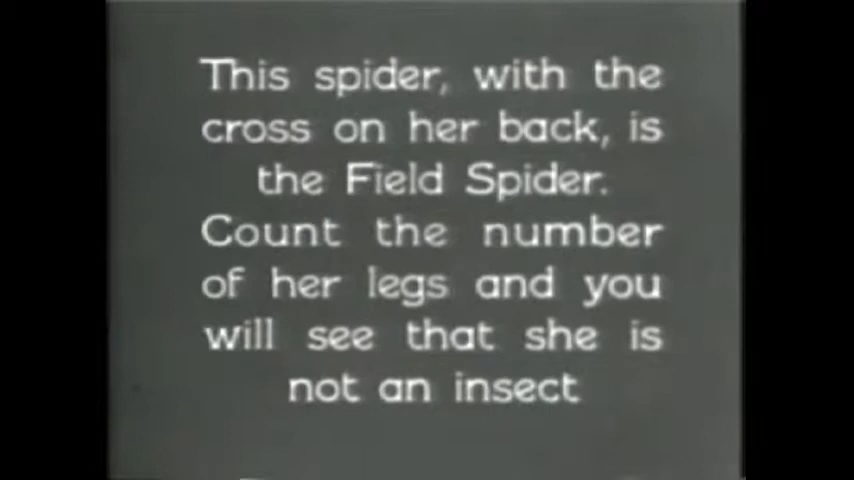 This spider, with the
cross on her back, is
the Field Spider.
Count the number
of her legs and you
will see that she is
not an insect